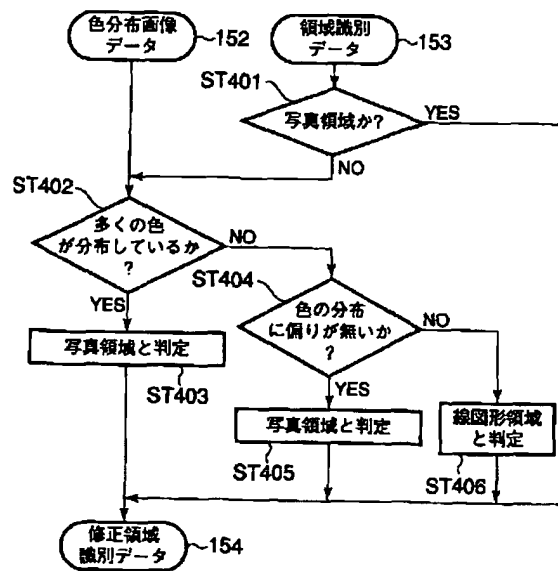 色分布画像
データ
152
領域識別
データ
153
ST401
写真領域か?
YES
NO
ST402
多くの色
が分布しているか
?
NO
YES
ST404
色の分布
に偏りが無いか
?
NO
YES
写真領域と判定
ST403
写真領域と判定
ST405
線図形領域
と判定
ST406
修正領域
識別データ
154